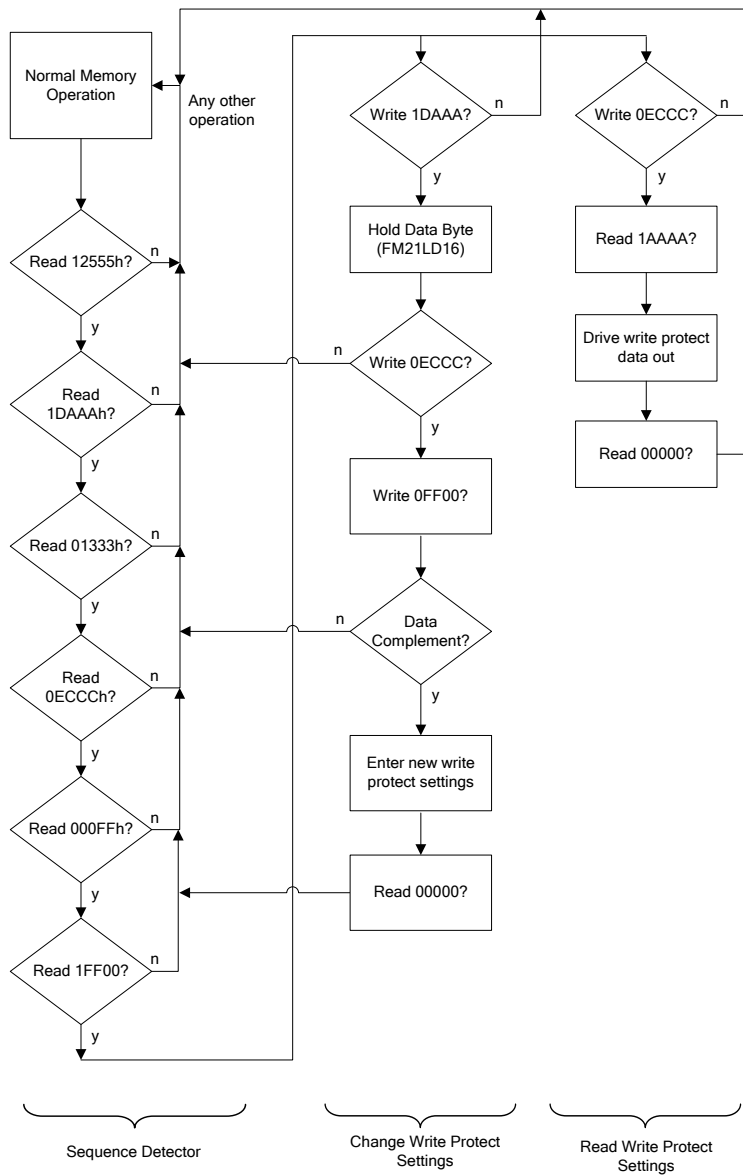 Normal Memory
Operation
Any other
operation
Read 12555h?
n
y
Read
1DAAAh?
n
y
Read 01333h?
n
y
Read
0ECCCh?
n
y
Read 000FFh?
n
y
Read 1FF00?
n
y
Sequence Detector
Write 1DAAA?
n
y
Hold Data Byte
(FM21LD16)
Write 0ECCC?
n
y
Write 0FF00?
Data
Complement?
n
y
Enter new write
protect settings
Read 00000?
Change Write Protect
Settings
Write 0ECCC?
n
y
Read 1AAAA?
Drive write protect
data out
Read 00000?
Read Write Protect
Settings